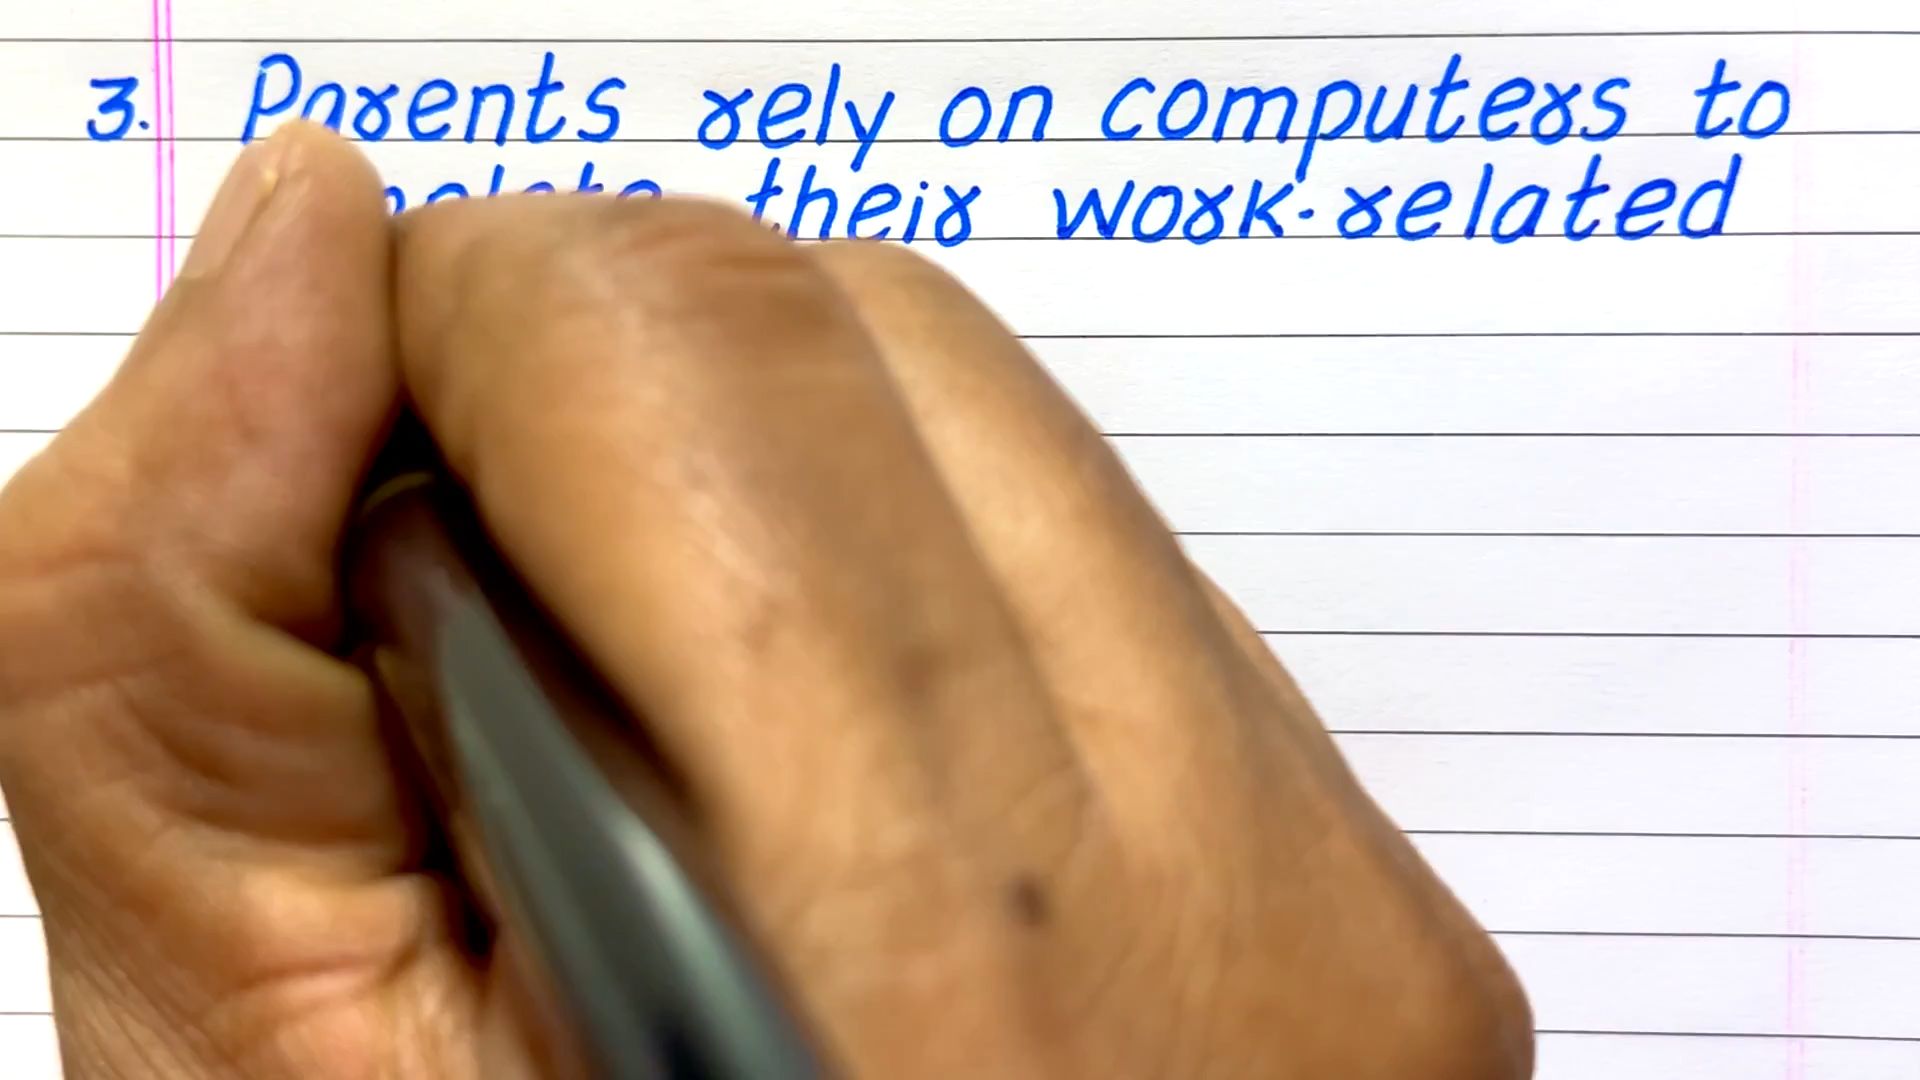 3. Parents rely on computers to
their work-related